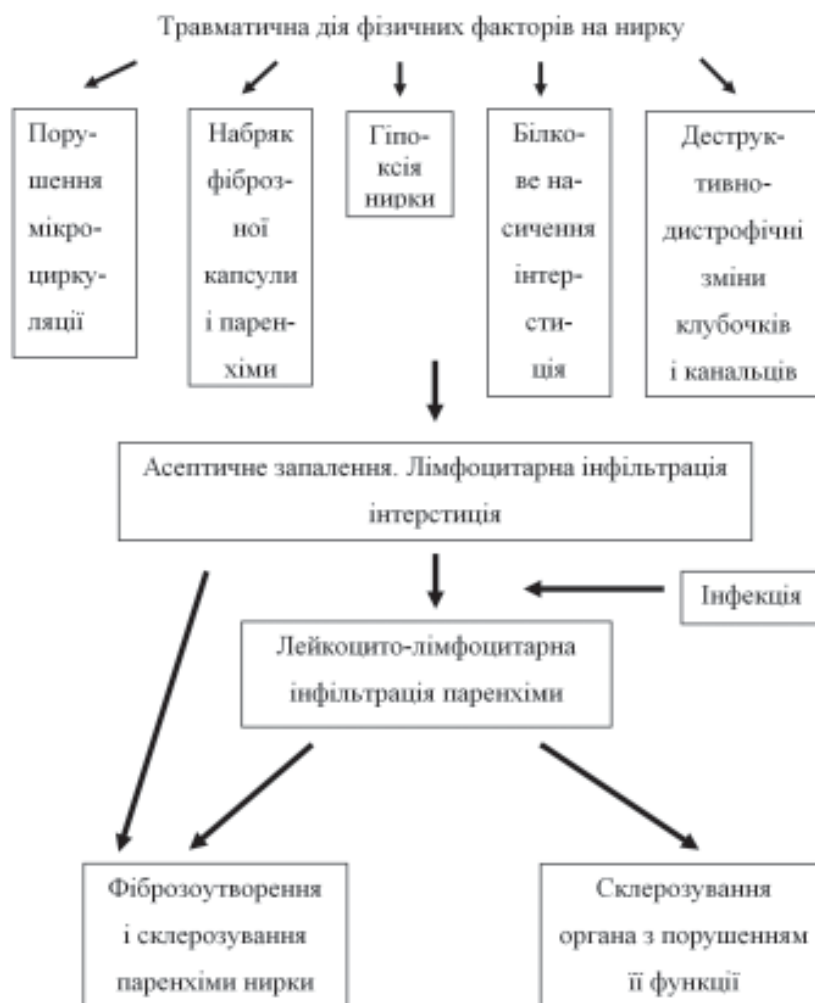 Травматична дія фізичних факторів на нирку
Пору-
шення
мікро-
цирку-
ляції
Набряк
фіброз-
ної
капсули
і парен-
хіми
Гіпо-
ксія
нирки
Білко-
ве на-
сичення
інтер-
сти-
ція
Деструк-
тивно-
дистрофічні
зміни
клубочків
і канальців
Асептичне запалення. Лімфоцитарна інфільтрація
інтерстиція
Інфекція
Лейкоцито-лімфоцитарна
інфільтрація паренхіми
Фіброзоутворення
і склерозування
паренхіми нирки
Склерозування
органа з порушенням
її функції